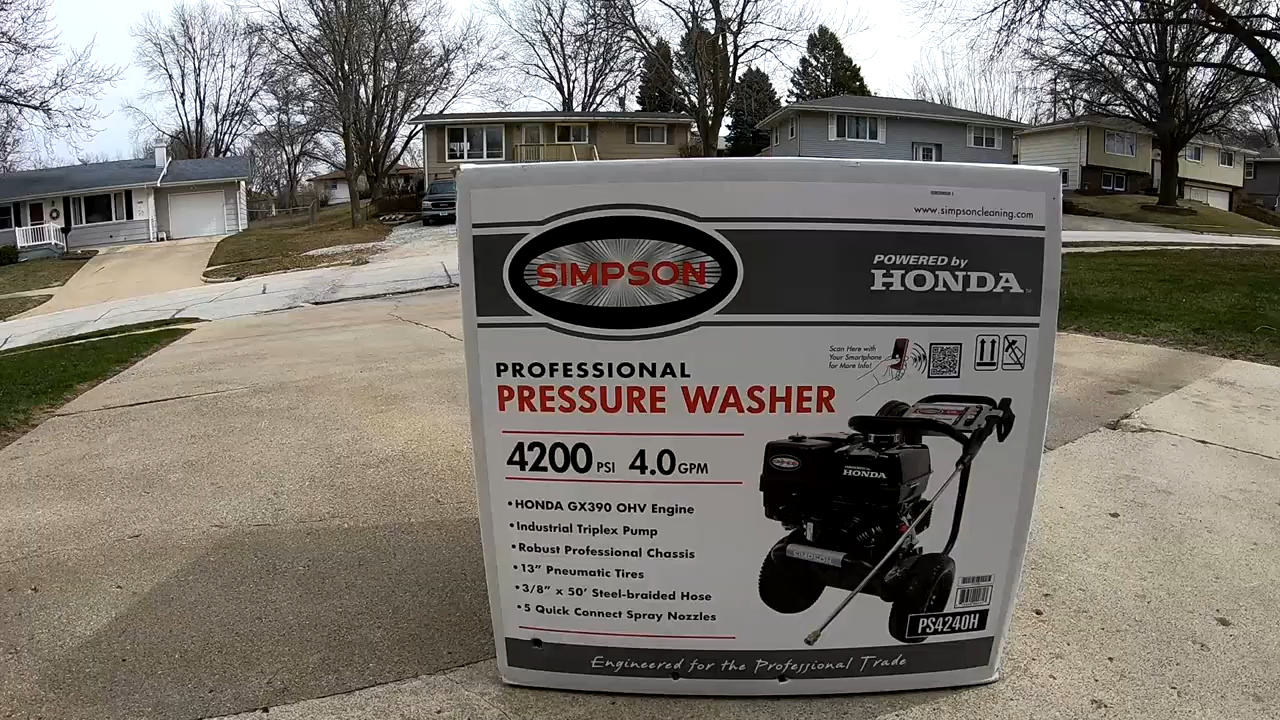 www.simpsoncleaning.com
SIMPSON
POWERED by
HONDA
Scan Here with
Your Smartphone
for More Info!
PROFESSIONAL
PRESSURE WASHER
4200 PSI 4.0 GPM
• HONDA GX390 OHV Engine
• Industrial Triplex Pump
• Robust Professional Chassis
• 13” Pneumatic Tires
• 3/8” x 50’ Steel-braided Hose
• 5 Quick Connect Spray Nozzles
HONDA
SIMPSON
PS4240H
Engineered for the Professional Trade